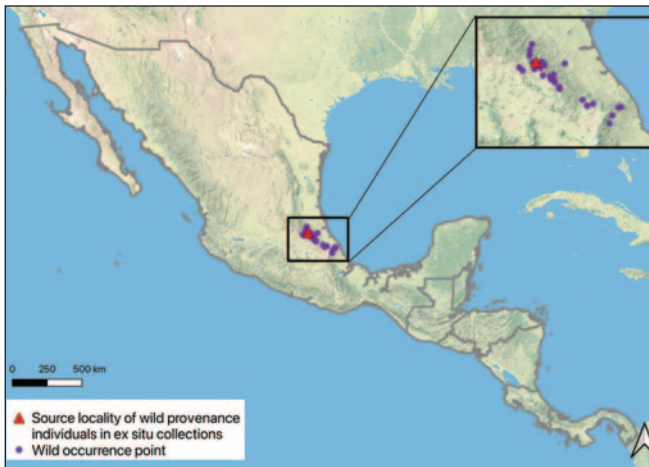 0 250 500 km
Source locality of wild provenance
individuals in ex situ collections
Wild occurrence point